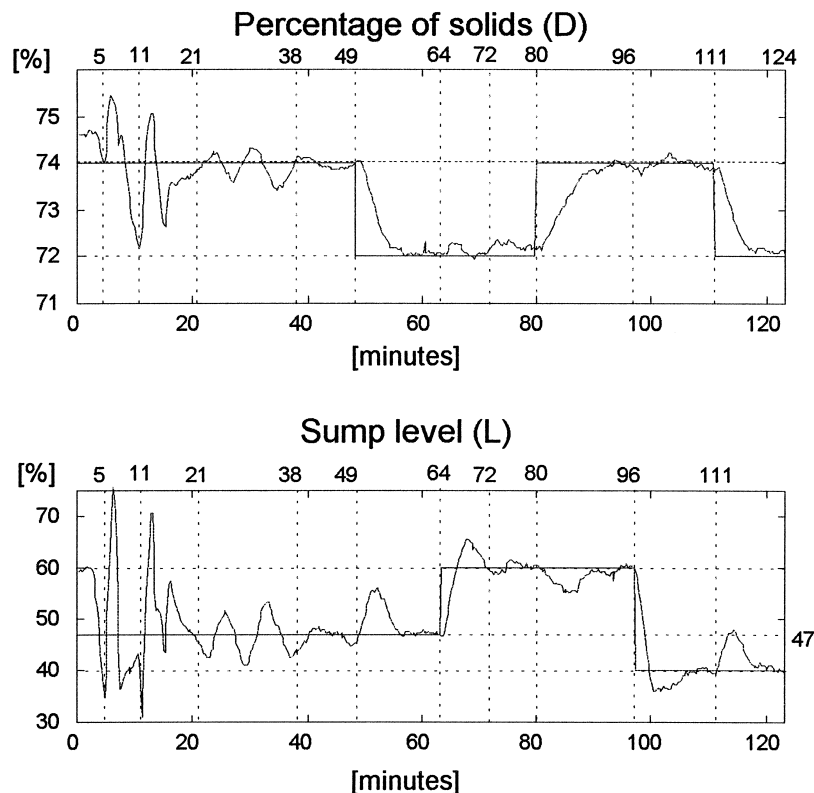 Percentage of solids (D)
[%] 5 11 21 38 49 64 72 80 96 111 124
75
74
73
72
71
0 20 40 60 80 100 120
[minutes]
Sump level (L)
[%] 5 11 21 38 49 64 72 80 96 111
70
60
50
47
40
30
0 20 40 60 80 100 120
[minutes]